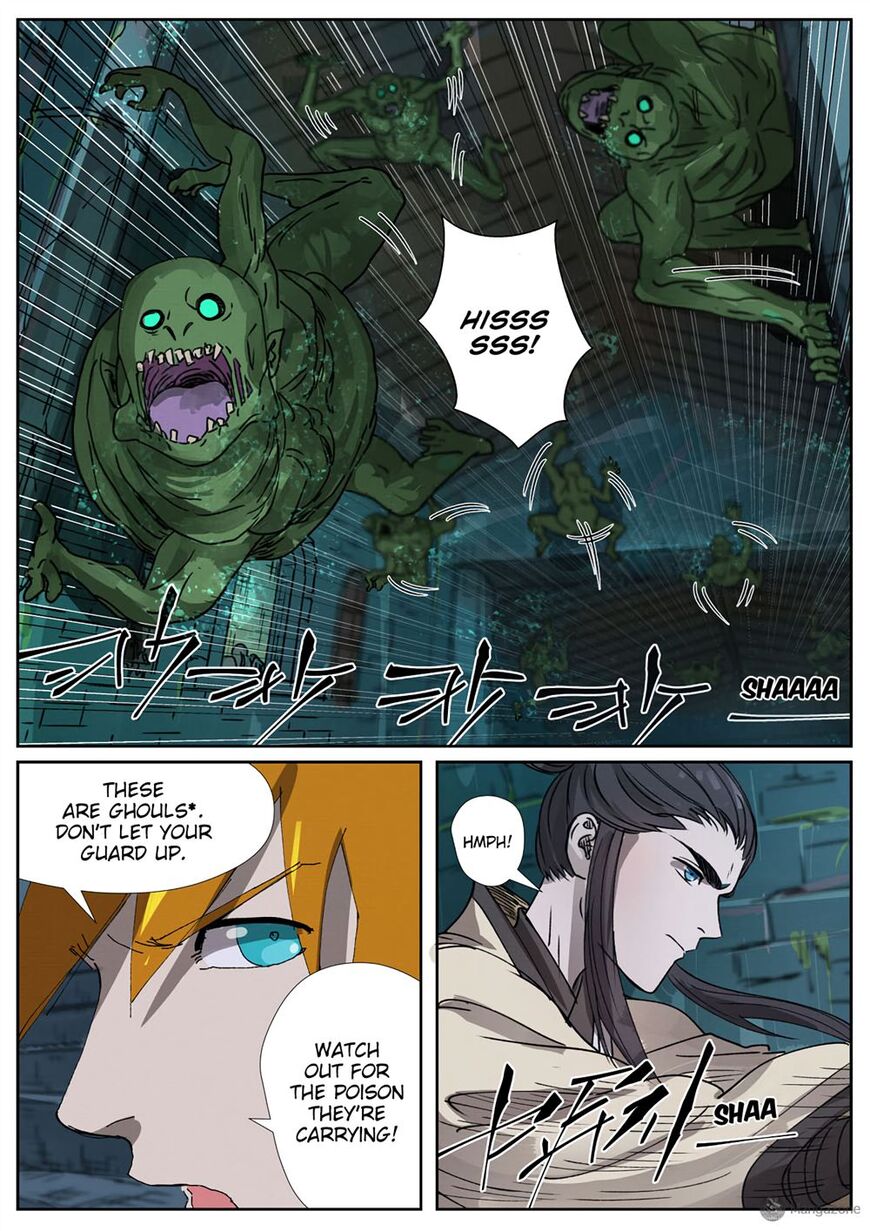 HISSS
SSS!
SHAAAA
THESE
ARE GHOULS*.
DON'T LET YOUR
GUARD UP.
WATCH
OUT FOR
THE POISON
THEY'RE
CARRYING!
HMPH!
SHAA
Mangazone